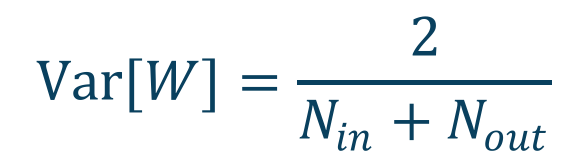 Var[W] = 2 / (N_in + N_out)